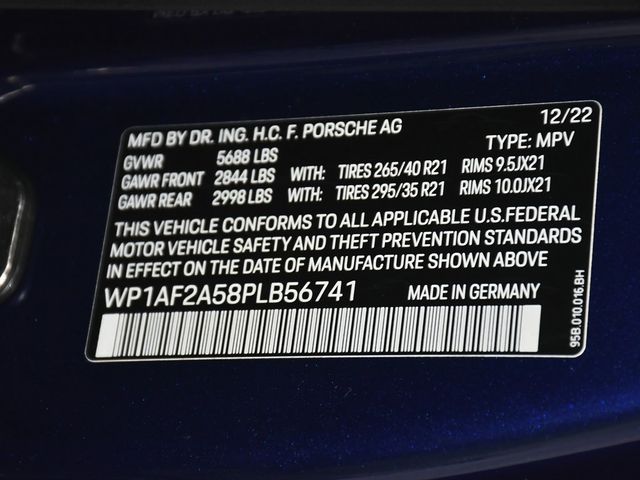 12/22
MFD BY DR. ING. H.C. F. PORSCHE AG
TYPE: MPV
GVWR 5688 LBS
GAWR FRONT 2844 LBS WITH: TIRES 265/40 R21 RIMS 9.5JX21
GAWR REAR 2998 LBS WITH: TIRES 295/35 R21 RIMS 10.0JX21
THIS VEHICLE CONFORMS TO ALL APPLICABLE U.S.FEDERAL
MOTOR VEHICLE SAFETY AND THEFT PREVENTION STANDARDS
IN EFFECT ON THE DATE OF MANUFACTURE SHOWN ABOVE
WP1AF2A58PLB56741 MADE IN GERMANY
95B.010.016.BH